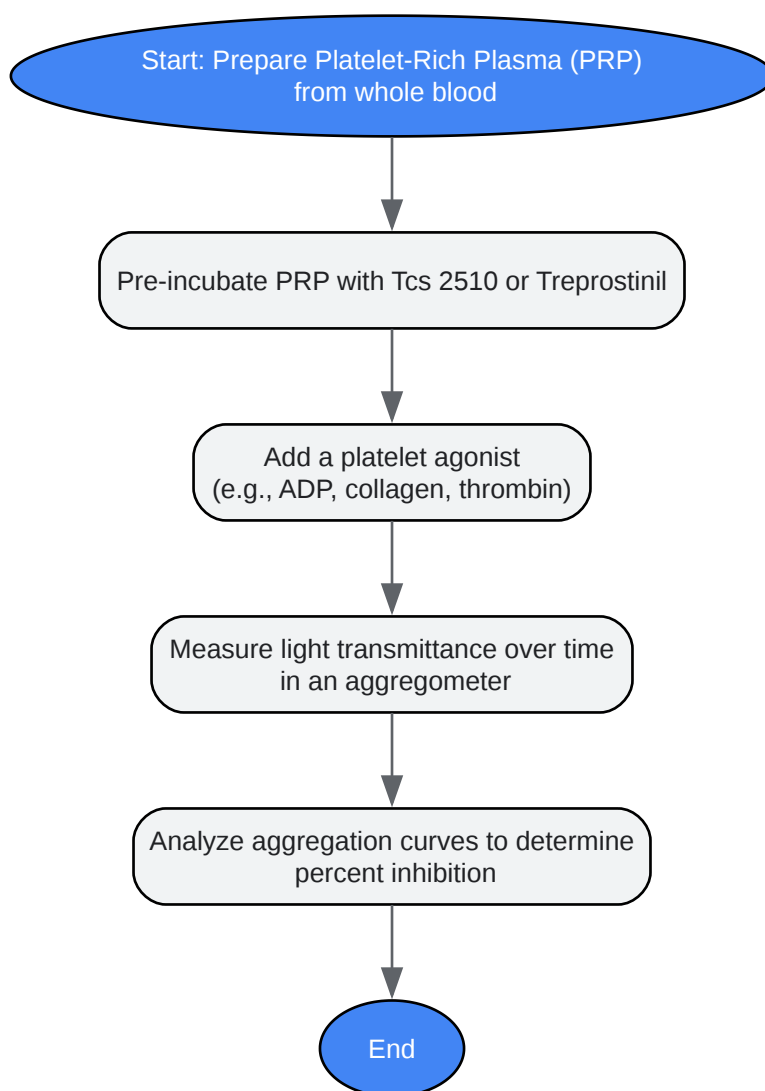 Start: Prepare Platelet-Rich Plasma (PRP)
from whole blood
Pre-incubate PRP with Tcs 2510 or Treprostinil
Add a platelet agonist
(e.g., ADP, collagen, thrombin)
Measure light transmittance over time
in an aggregometer
Analyze aggregation curves to determine
percent inhibition
End